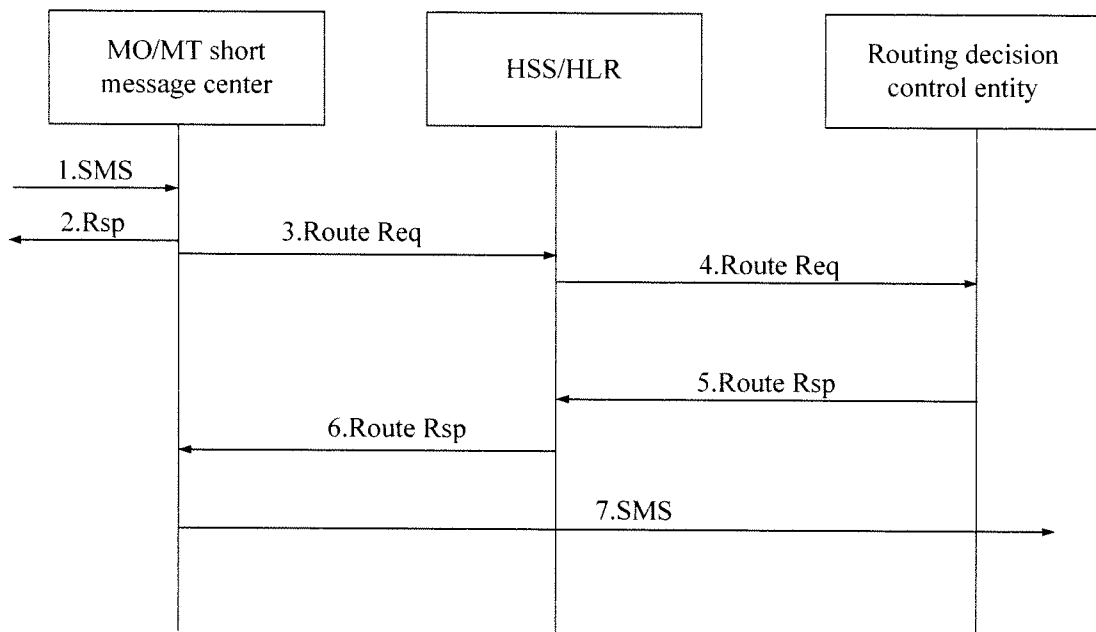 MO/MT short
message center
HSS/HLR
Routing decision
control entity
1.SMS
2.Rsp
3.Route Req
4.Route Req
5.Route Rsp
6.Route Rsp
7.SMS